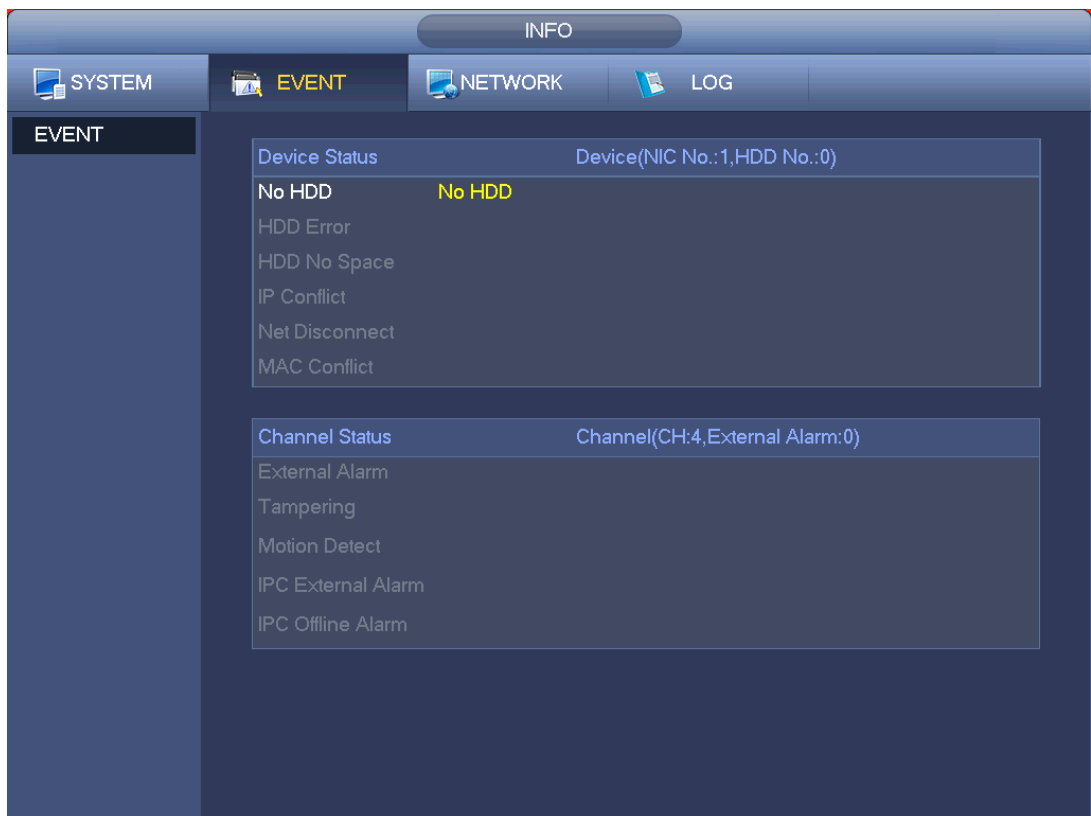 INFO
SYSTEM EVENT NETWORK LOG
EVENT
Device Status Device(NIC No.:1,HDD No.:0)
No HDD No HDD
HDD Error
HDD No Space
IP Conflict
Net Disconnect
MAC Conflict
Channel Status Channel(CH:4,External Alarm:0)
External Alarm
Tampering
Motion Detect
IPC External Alarm
IPC Offline Alarm